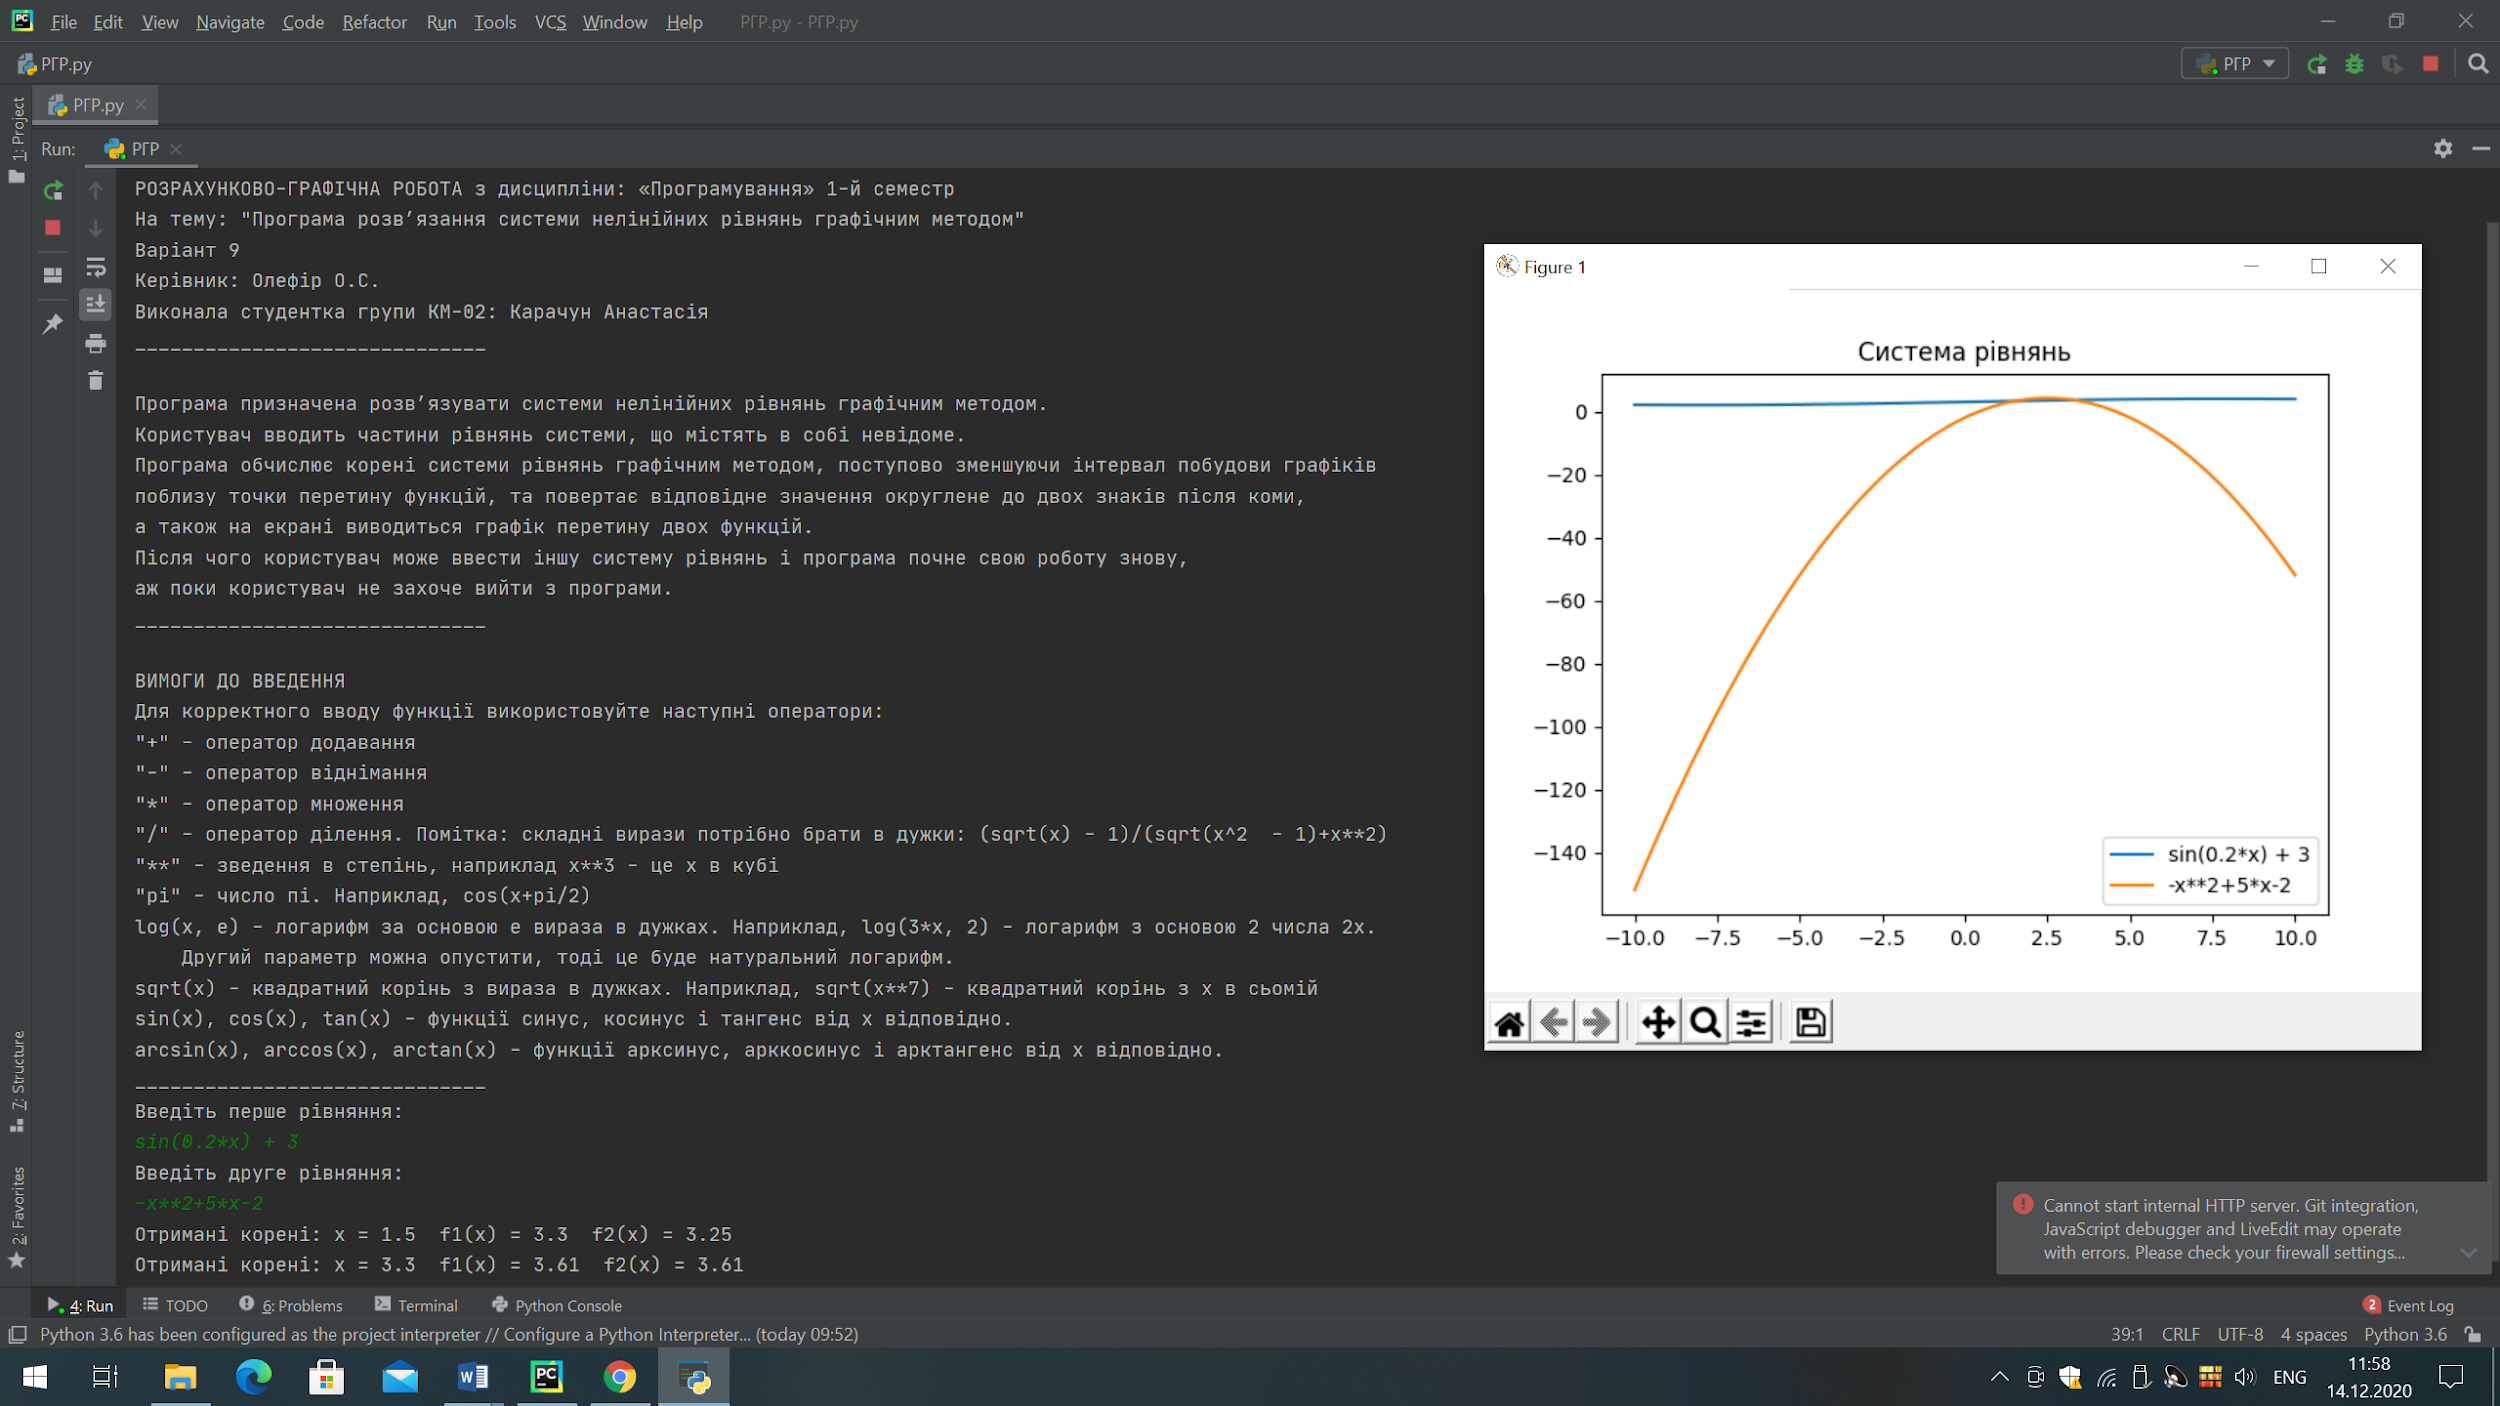 File Edit View Navigate Code Refactor Run Tools VCS Window Help РГР.py - РГР.py
РГР.py
РГР
РГР.py
1: Project
Run: РГР
РОЗРАХУНКОВО-ГРАФІЧНА РОБОТА з дисципліни: «Програмування» 1-й семестр
На тему: "Програма розв’язання системи нелінійних рівнянь графічним методом"
Варіант 9
Керівник: Олефір О.С.
Виконала студентка групи КМ-02: Карачун Анастасія
------------------------------
Програма призначена розв’язувати системи нелінійних рівнянь графічним методом.
Користувач вводить частини рівнянь системи, що містять в собі невідоме.
Програма обчислює корені системи рівнянь графічним методом, поступово зменшуючи інтервал побудови графіків
поблизу точки перетину функцій, та повертає відповідне значення округлене до двох знаків після коми,
а також на екрані виводиться графік перетину двох функцій.
Після чого користувач може ввести іншу систему рівнянь і програма почне свою роботу знову,
аж поки користувач не захоче вийти з програми.
------------------------------
ВИМОГИ ДО ВВЕДЕННЯ
Для корректного вводу функції використовуйте наступні оператори:
"+" - оператор додавання
"-" - оператор віднімання
"*" - оператор множення
"/" - оператор ділення. Помітка: складні вирази потрібно брати в дужки: (sqrt(x) - 1)/(sqrt(x^2  - 1)+x**2)
"**" - зведення в степінь, наприклад x**3 - це x в кубі
"pi" - число пі. Наприклад, cos(x+pi/2)
log(x, e) - логарифм за основою e вираза в дужках. Наприклад, log(3*x, 2) - логарифм з основою 2 числа 2x.
Другий параметр можна опустити, тоді це буде натуральний логарифм.
sqrt(x) - квадратний корінь з вираза в дужках. Наприклад, sqrt(x**7) - квадратний корінь з x в сьомій
sin(x), cos(x), tan(x) - функції синус, косинус і тангенс від x відповідно.
arcsin(x), arccos(x), arctan(x) - функції арксинус, арккосинус і арктангенс від x відповідно.
------------------------------
Введіть перше рівняння:
sin(0.2*x) + 3
Введіть друге рівняння:
-x**2+5*x-2
Отримані корені: x = 1.5  f1(x) = 3.3  f2(x) = 3.25
Отримані корені: x = 3.3  f1(x) = 3.61  f2(x) = 3.61
Figure 1
Система рівнянь
0
−20
−40
−60
−80
−100
−120
−140
sin(0.2*x) + 3
-x**2+5*x-2
−10.0 −7.5 −5.0 −2.5 0.0 2.5 5.0 7.5 10.0
7: Structure
2: Favorites
Cannot start internal HTTP server. Git integration,
JavaScript debugger and LiveEdit may operate
with errors. Please check your firewall settings...
4: Run TODO 6: Problems Terminal Python Console 2 Event Log
Python 3.6 has been configured as the project interpreter // Configure a Python Interpreter... (today 09:52) 39:1 CRLF UTF-8 4 spaces Python 3.6
ENG
11:58
14.12.2020